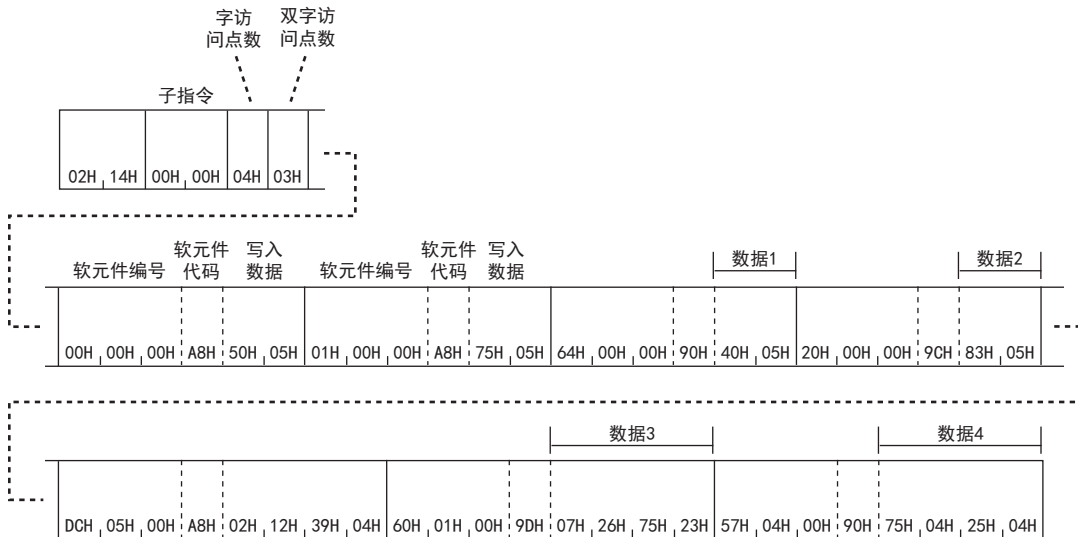 字访
问点数
双字访
问点数
子指令
02H 14H 00H 00H 04H 03H
软元件编号 软元件
代码 写入
数据 软元件编号 软元件
代码 写入
数据 数据1 数据2
00H 00H 00H A8H 50H 05H 01H 00H 00H A8H 75H 05H 64H 00H 00H 90H 40H 05H 20H 00H 00H 9CH 83H 05H
数据3 数据4
DCH 05H 00H A8H 02H 12H 39H 04H 60H 01H 00H 9DH 07H 26H 75H 23H 57H 04H 00H 90H 75H 04H 25H 04H